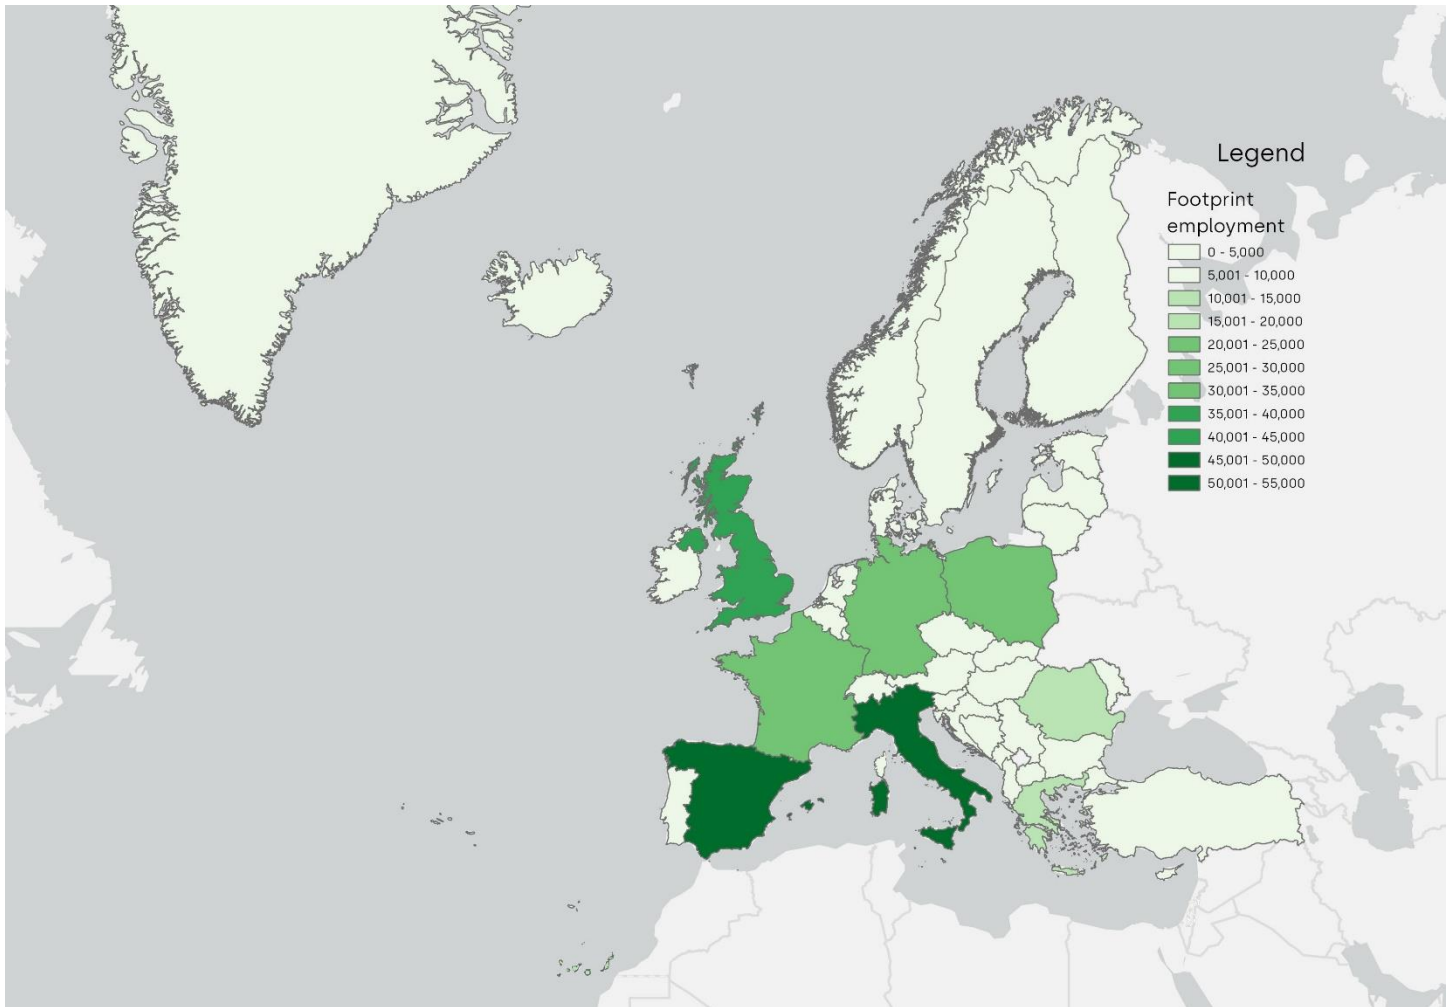 Legend
Footprint
employment
0 - 5,000
5,001 - 10,000
10,001 - 15,000
15,001 - 20,000
20,001 - 25,000
25,001 - 30,000
30,001 - 35,000
35,001 - 40,000
40,001 - 45,000
45,001 - 50,000
50,001 - 55,000